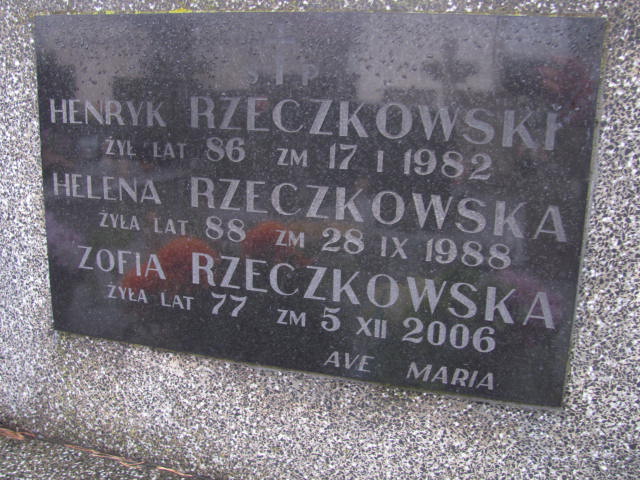 Ś † P
HENRYK RZECZKOWSKI
ŻYŁ LAT 86 ZM 17 I 1982
HELENA RZECZKOWSKA
ŻYŁA LAT 88 ZM 28 IX 1988
ZOFIA RZECZKOWSKA
ŻYŁA LAT 77 ZM 5 XII 2006
AVE MARIA